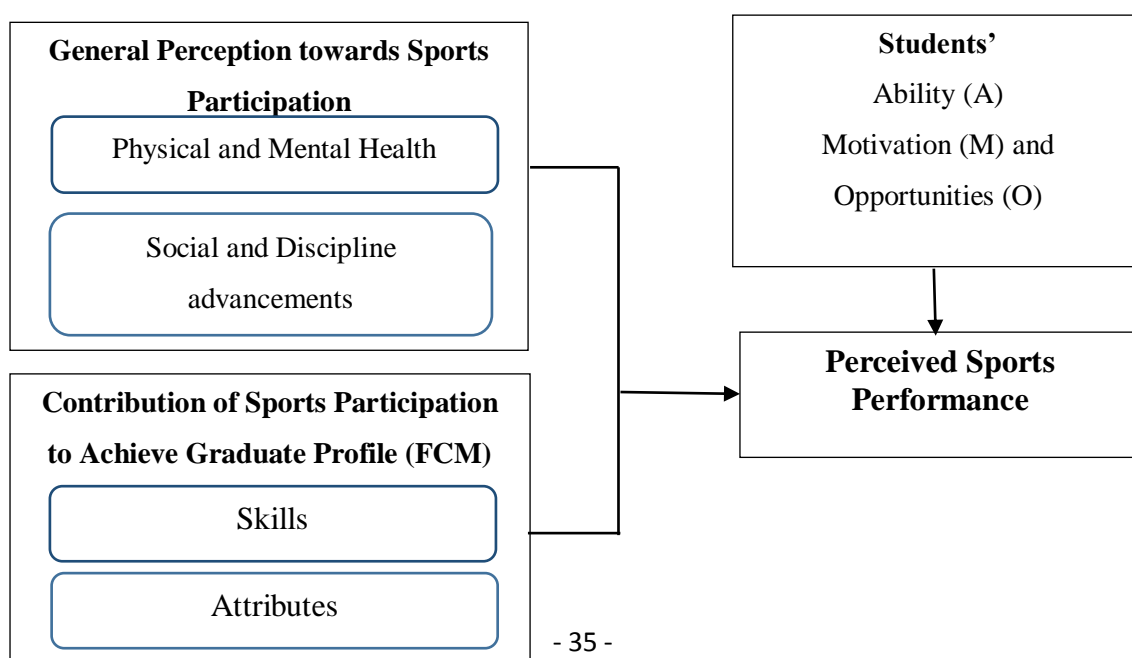 General Perception towards Sports
Participation
Physical and Mental Health
Social and Discipline
advancements
Contribution of Sports Participation
to Achieve Graduate Profile (FCM)
Skills
Attributes
Students’
Ability (A)
Motivation (M) and
Opportunities (O)
Perceived Sports
Performance
- 35 -